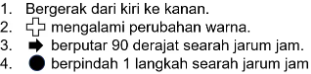 1. Bergerak dari kiri ke kanan.
2. mengalami perubahan warna.
3. berputar 90 derajat searah jarum jam.
4. berpindah 1 langkah searah jarum jam